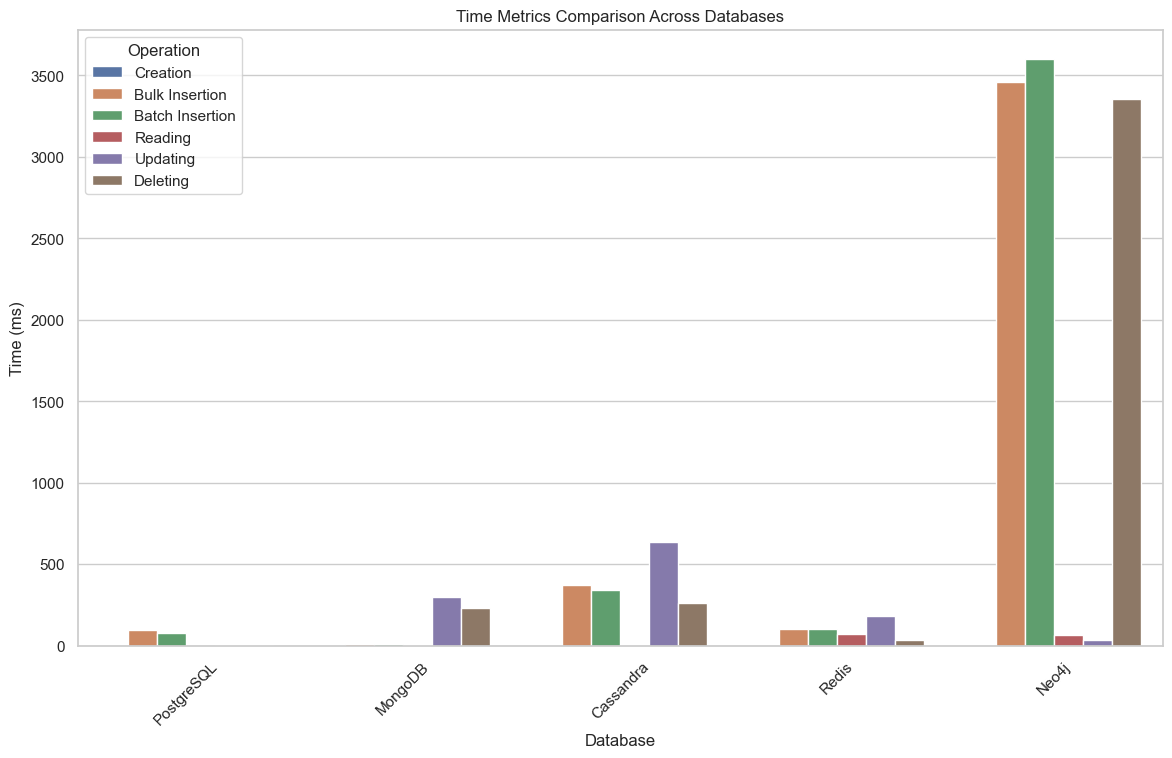 Time Metrics Comparison Across Databases
Operation
Creation
Bulk Insertion
Batch Insertion
Reading
Updating
Deleting
Time (ms)
3500
3000
2500
2000
1500
1000
500
0
PostgreSQL
MongoDB
Cassandra
Redis
Neo4j
Database